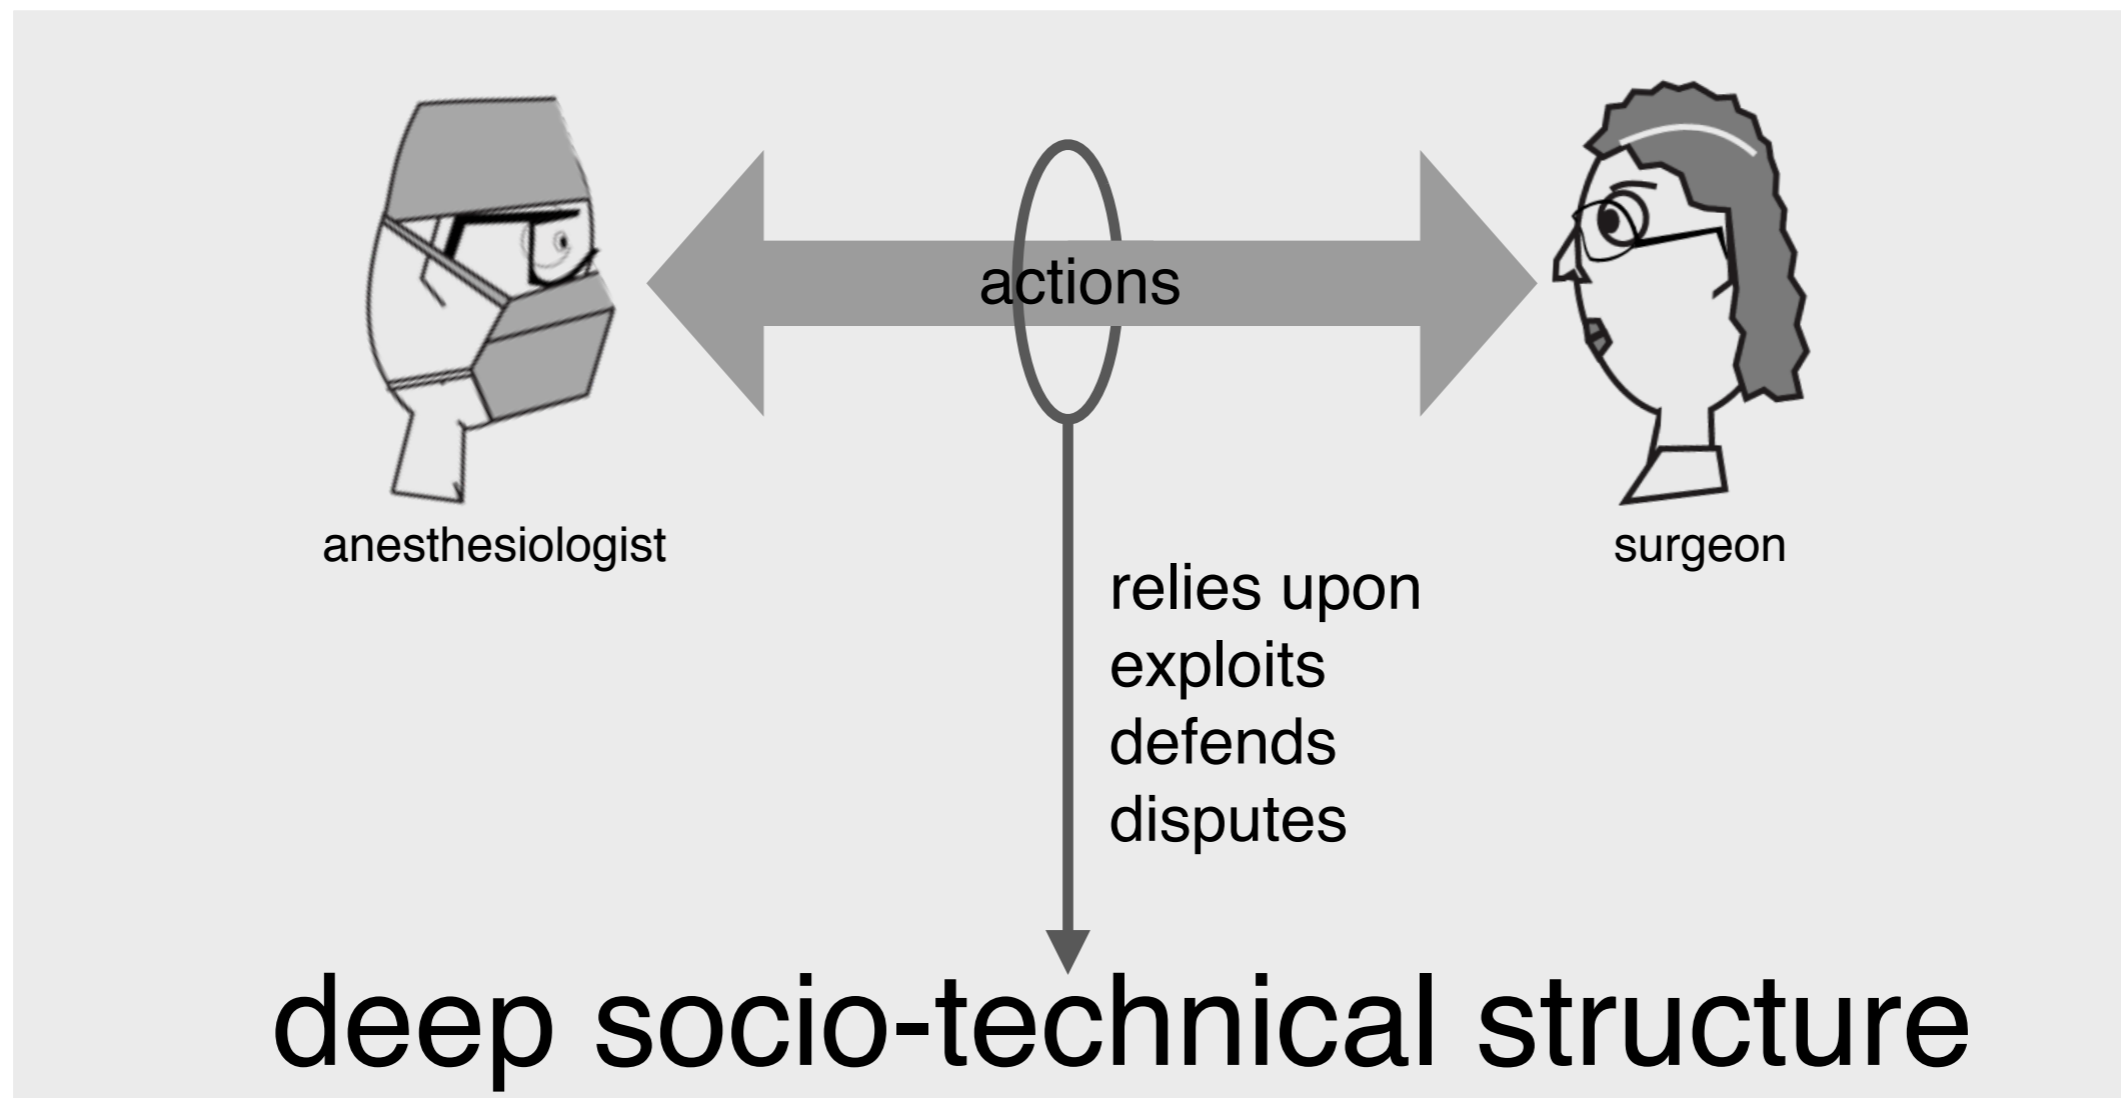 actions
anesthesiologist
surgeon
relies upon
exploits
defends
disputes
deep socio-technical structure